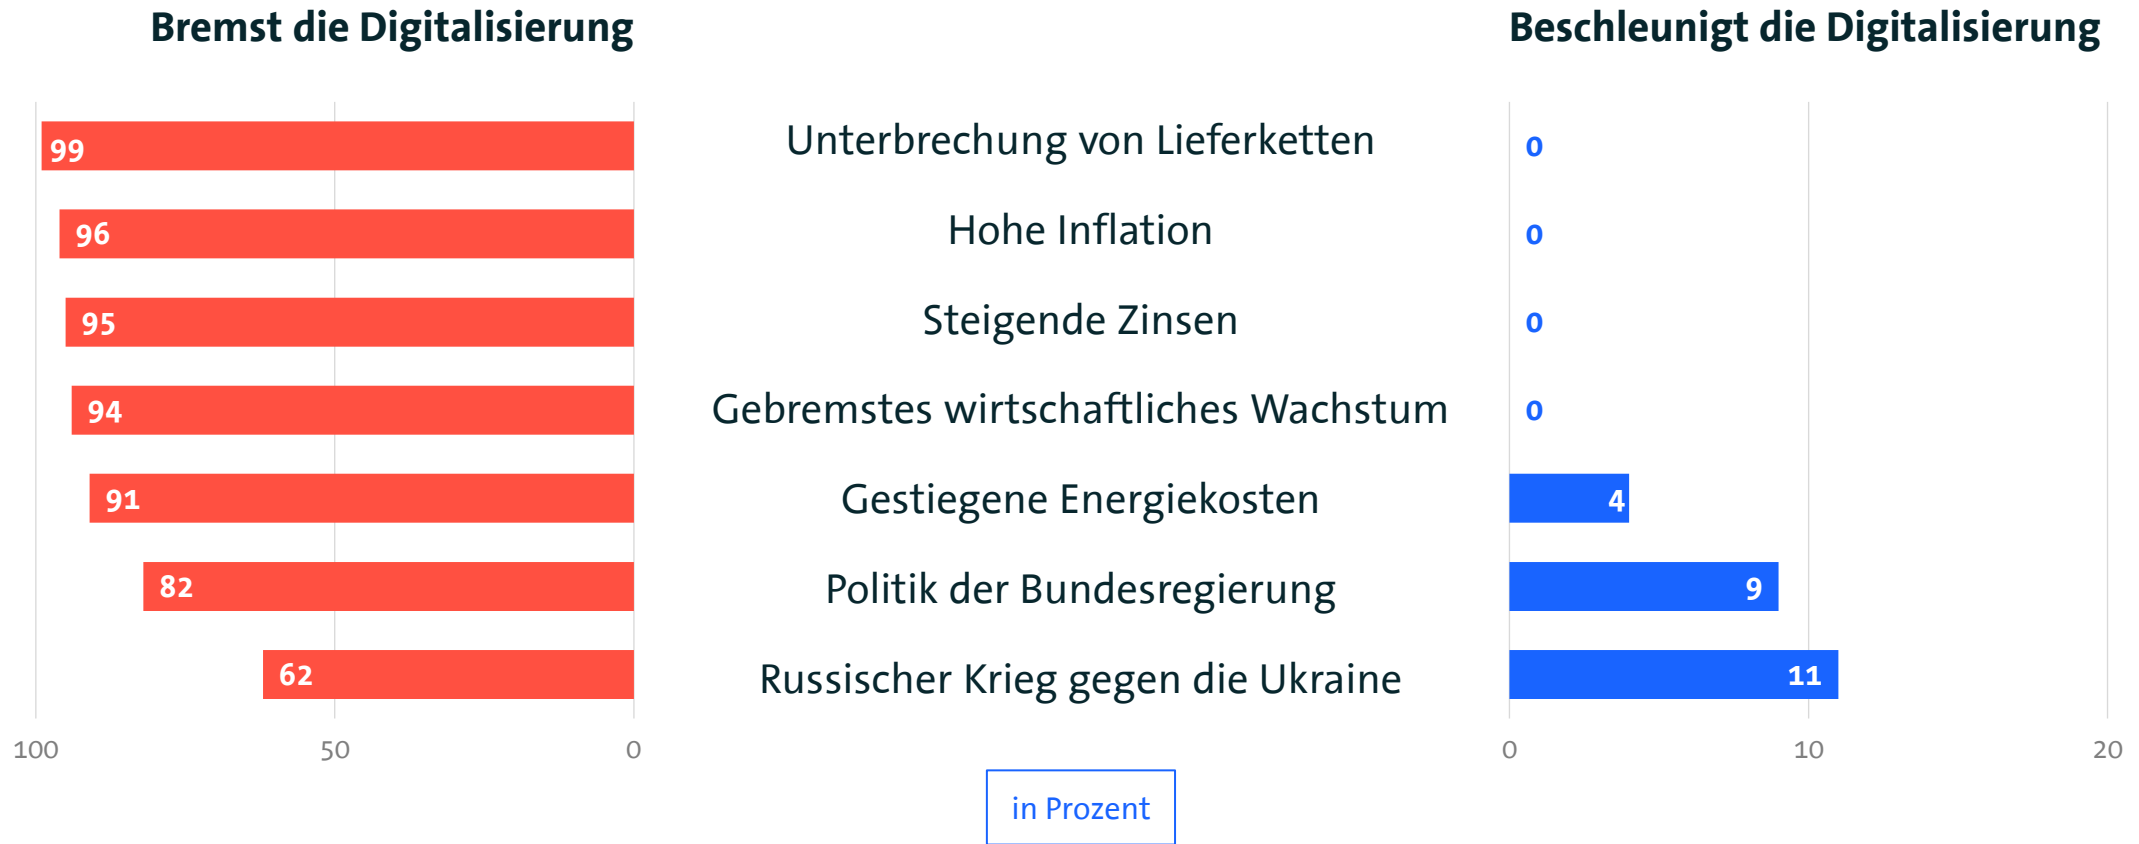 Bremst die Digitalisierung
Beschleunigt die Digitalisierung
99 Unterbrechung von Lieferketten 0
96 Hohe Inflation 0
95 Steigende Zinsen 0
94 Gebremstes wirtschaftliches Wachstum 0
91 Gestiegene Energiekosten 4
82 Politik der Bundesregierung 9
62 Russischer Krieg gegen die Ukraine 11
100 50 0
0 10 20
in Prozent